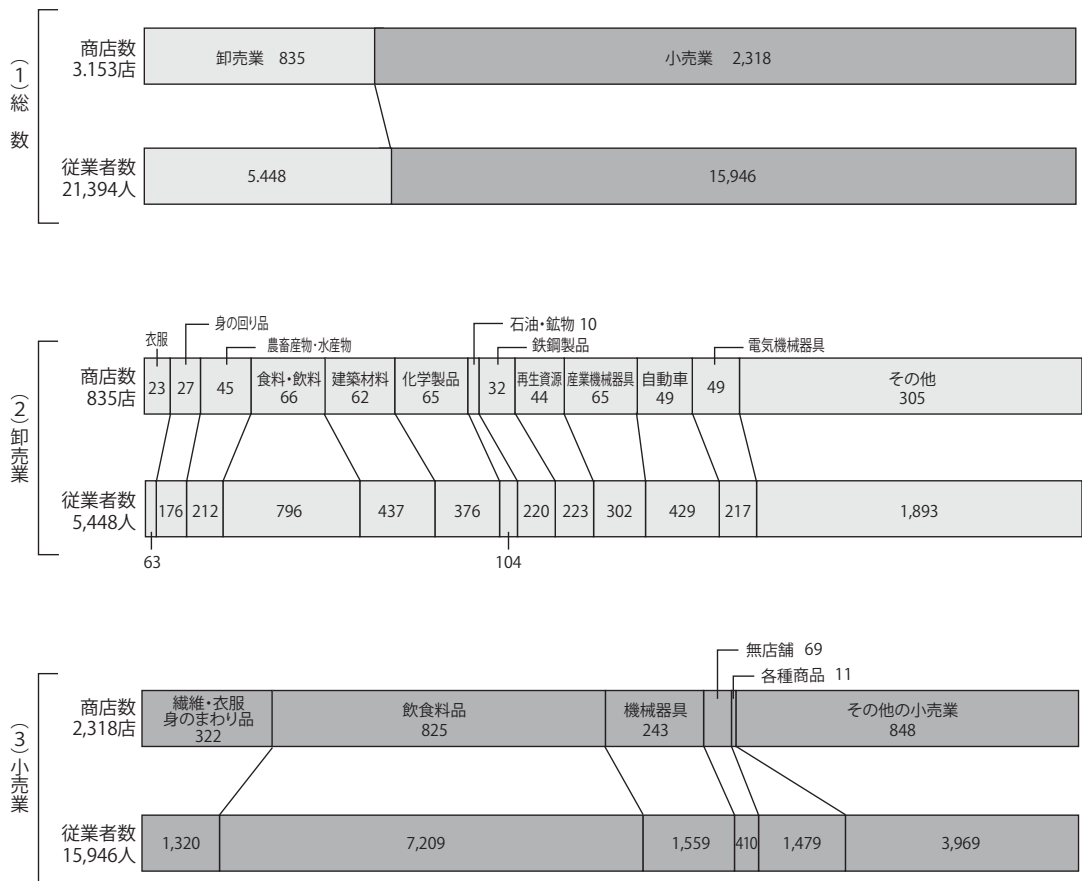 (1)総数
商店数
3.153店
卸売業 835
小売業 2,318
従業者数
21,394人
5.448
15,946
(2)卸売業
衣服
身の回り品
農畜産物・水産物
石油・鉱物 10
鉄鋼製品
電気機械器具
商店数
835店
23
27
45
食料・飲料
66
建築材料
62
化学製品
65
32
再生資源
44
産業機械器具
65
自動車
49
49
その他
305
従業者数
5,448人
176
212
796
437
376
220
223
302
429
217
1,893
63
104
(3)小売業
無店舗 69
各種商品 11
商店数
2,318店
繊維・衣服
身のまわり品
322
飲食料品
825
機械器具
243
その他の小売業
848
従業者数
15,946人
1,320
7,209
1,559
410
1,479
3,969